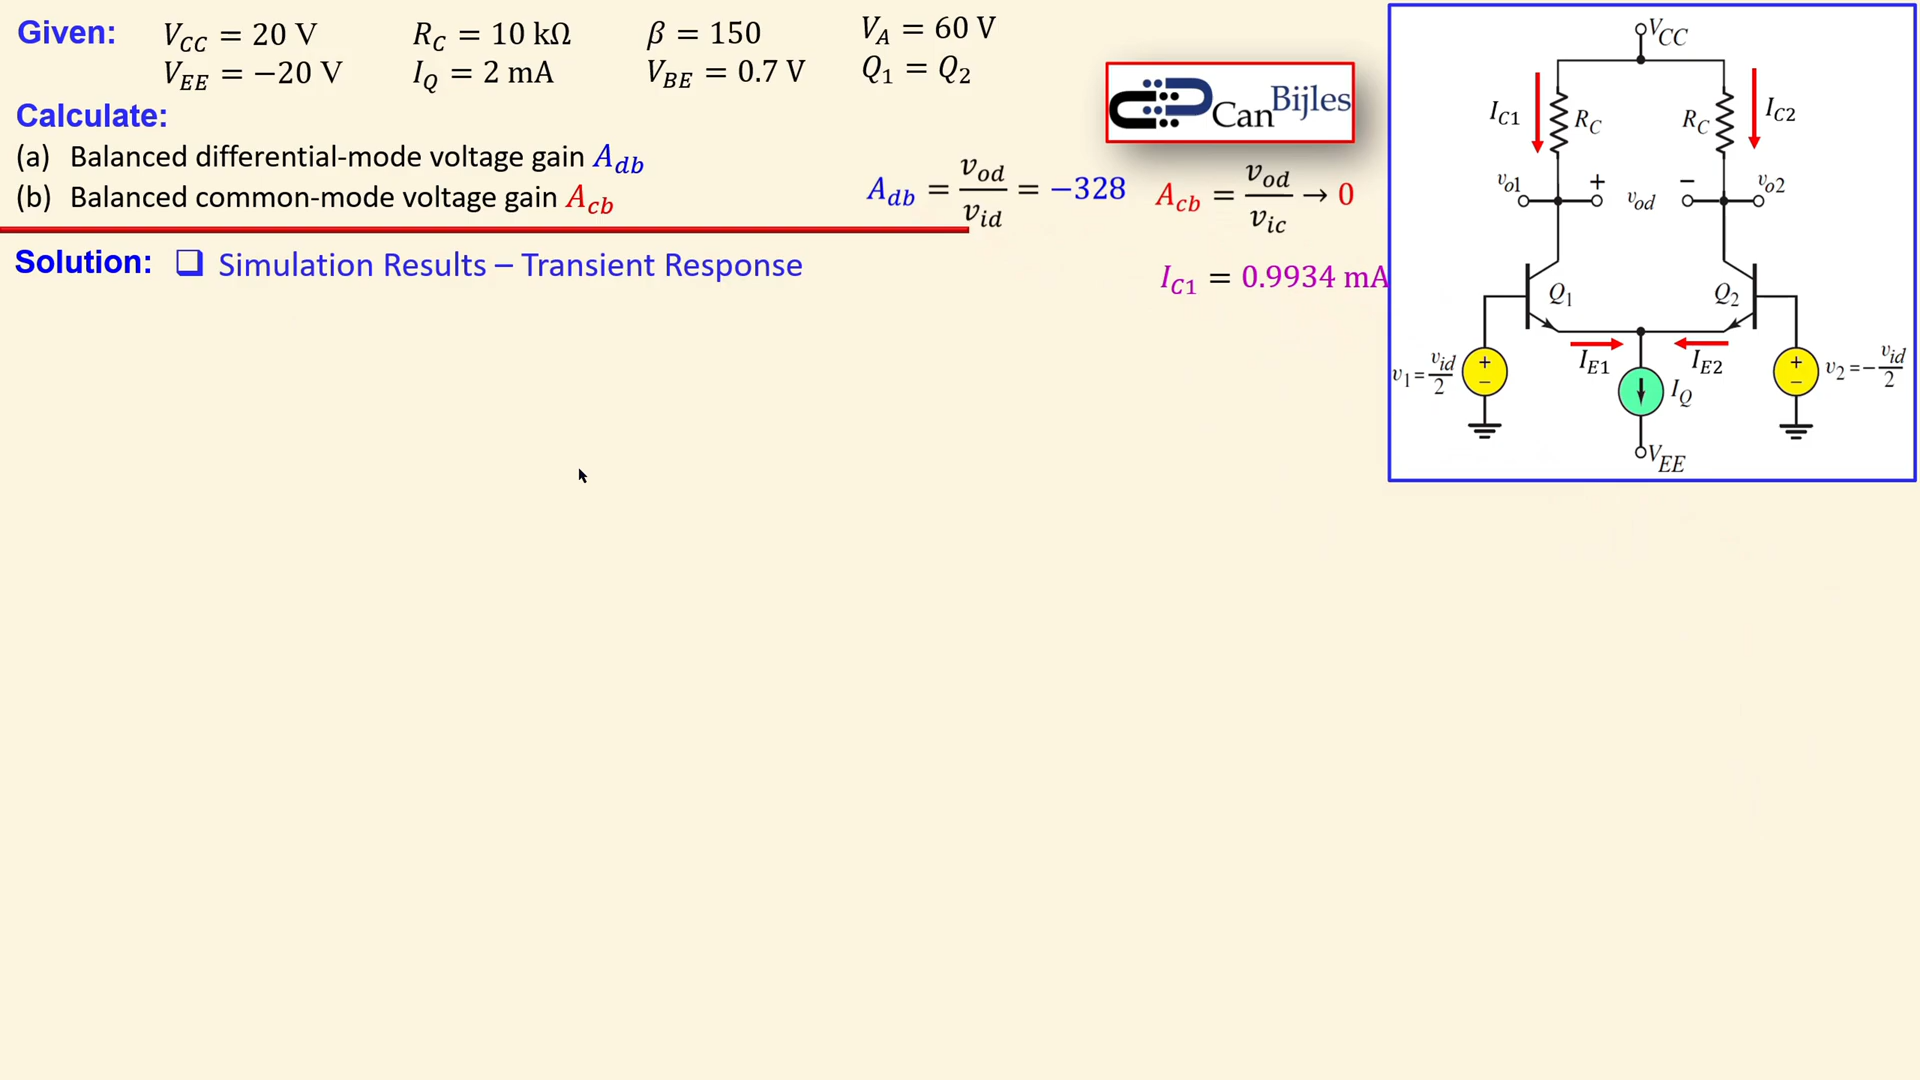 Given: V_CC = 20 V R_C = 10 kΩ β = 150 V_A = 60 V
V_EE = −20 V I_Q = 2 mA V_BE = 0.7 V Q_1 = Q_2
Calculate:
(a) Balanced differential-mode voltage gain A_db
(b) Balanced common-mode voltage gain A_cb
CanBijles
A_db = v_od / v_id = −328 A_cb = v_od / v_ic → 0
Solution: ❑ Simulation Results – Transient Response
I_C1 = 0.9934 mA
V_CC
I_C1 R_C R_C I_C2
v_o1 + v_od − v_o2
Q_1 Q_2
I_E1 I_E2
v_1 = v_id / 2 + − I_Q + − v_2 = − v_id / 2
V_EE